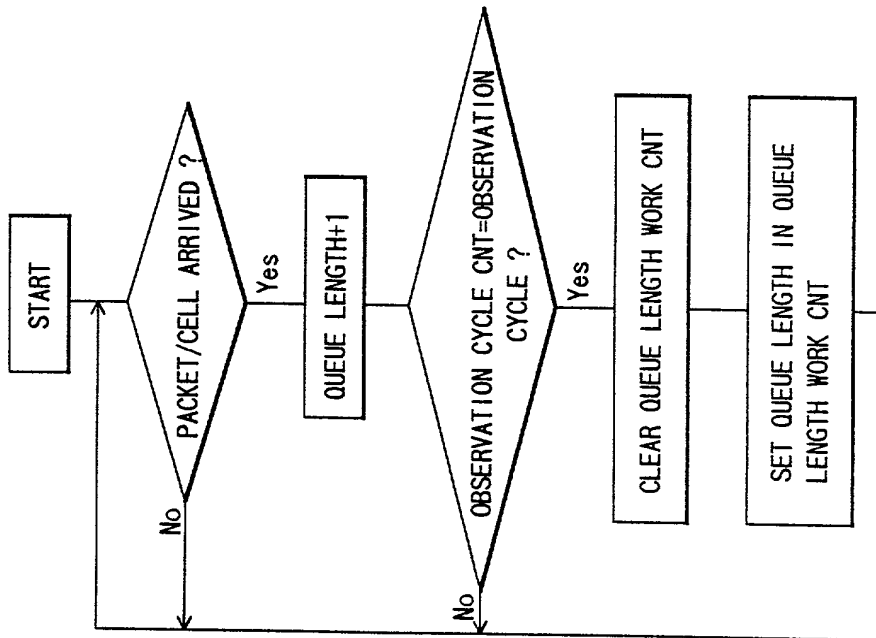 START
PACKET/CELL ARRIVED ?
No
Yes
QUEUE LENGTH+1
OBSERVATION CYCLE CNT=OBSERVATION
CYCLE ?
No
Yes
CLEAR QUEUE LENGTH WORK CNT
SET QUEUE LENGTH IN QUEUE
LENGTH WORK CNT